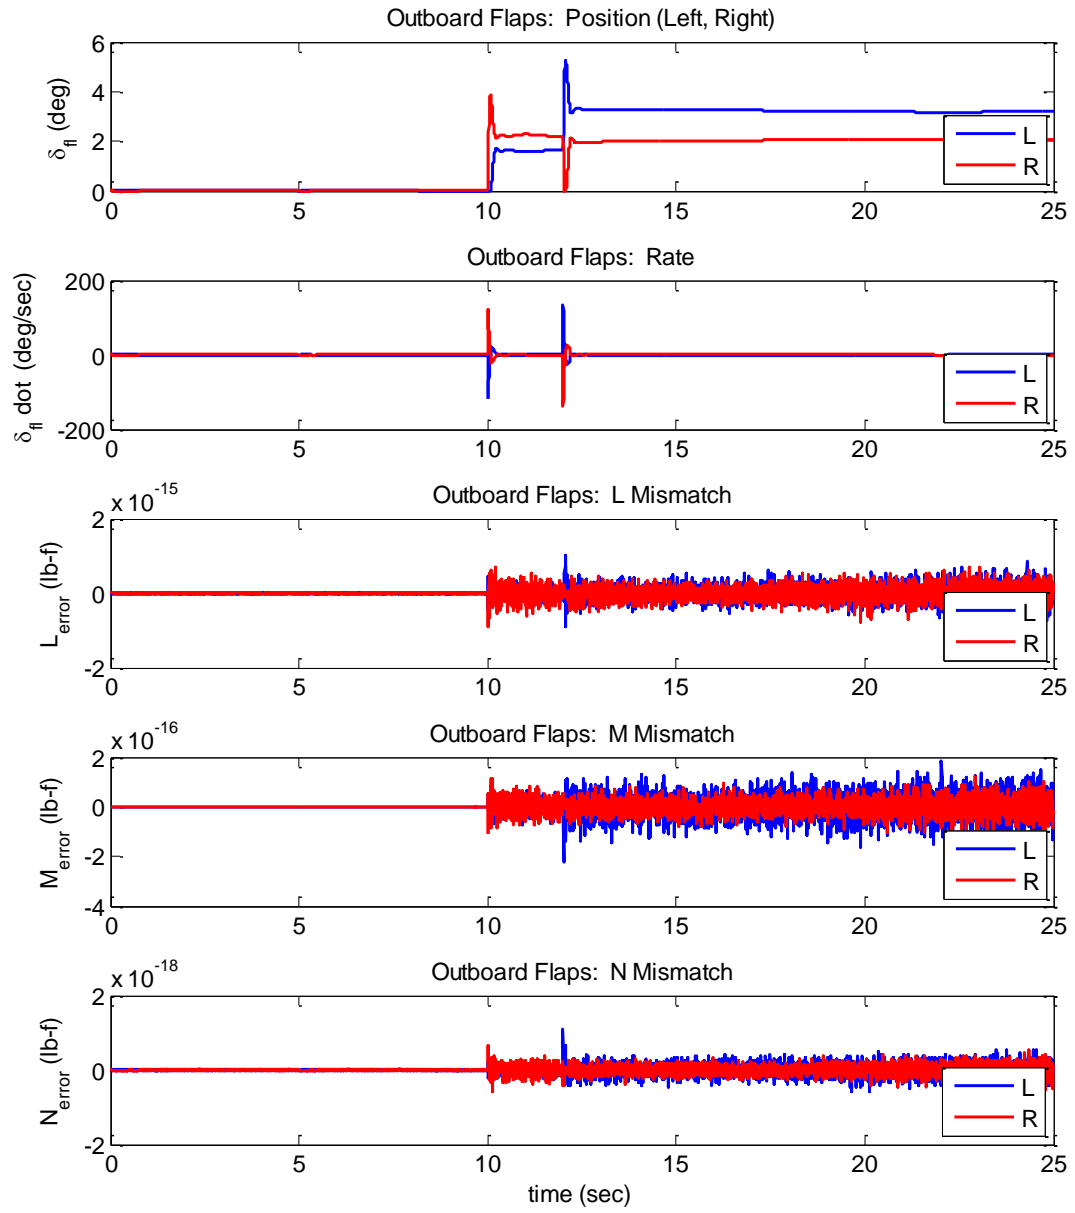 Outboard Flaps:  Position (Left, Right)
δfl (deg)
6
4
2
0
L
R
0 5 10 15 20 25
Outboard Flaps:  Rate
δfl dot (deg/sec)
200
0
-200
L
R
0 5 10 15 20 25
x 10-15
Outboard Flaps:  L Mismatch
Lerror (lb-f)
2
0
-2
L
R
0 5 10 15 20 25
x 10-16
Outboard Flaps:  M Mismatch
Merror (lb-f)
2
0
-2
-4
L
R
0 5 10 15 20 25
x 10-18
Outboard Flaps:  N Mismatch
Nerror (lb-f)
2
0
-2
L
R
0 5 10 15 20 25
time (sec)